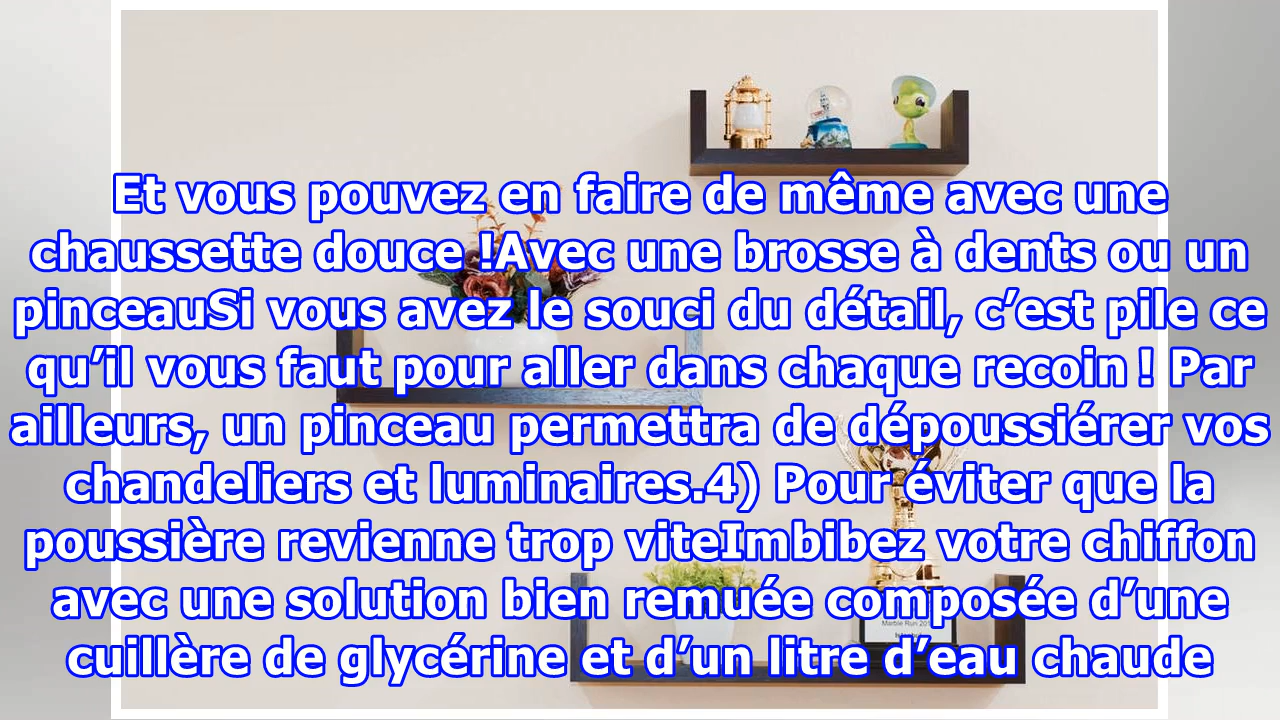 Et vous pouvez en faire de même avec une
chaussette douce !Avec une brosse à dents ou un
pinceauSi vous avez le souci du détail, c’est pile ce
qu’il vous faut pour aller dans chaque recoin ! Par
ailleurs, un pinceau permettra de dépoussiérer vos
chandeliers et luminaires.4) Pour éviter que la
poussière revienne trop viteImbibez votre chiffon
avec une solution bien remuée composée d’une
Marble Run
cuillère de glycérine et d’un litre d’eau chaude